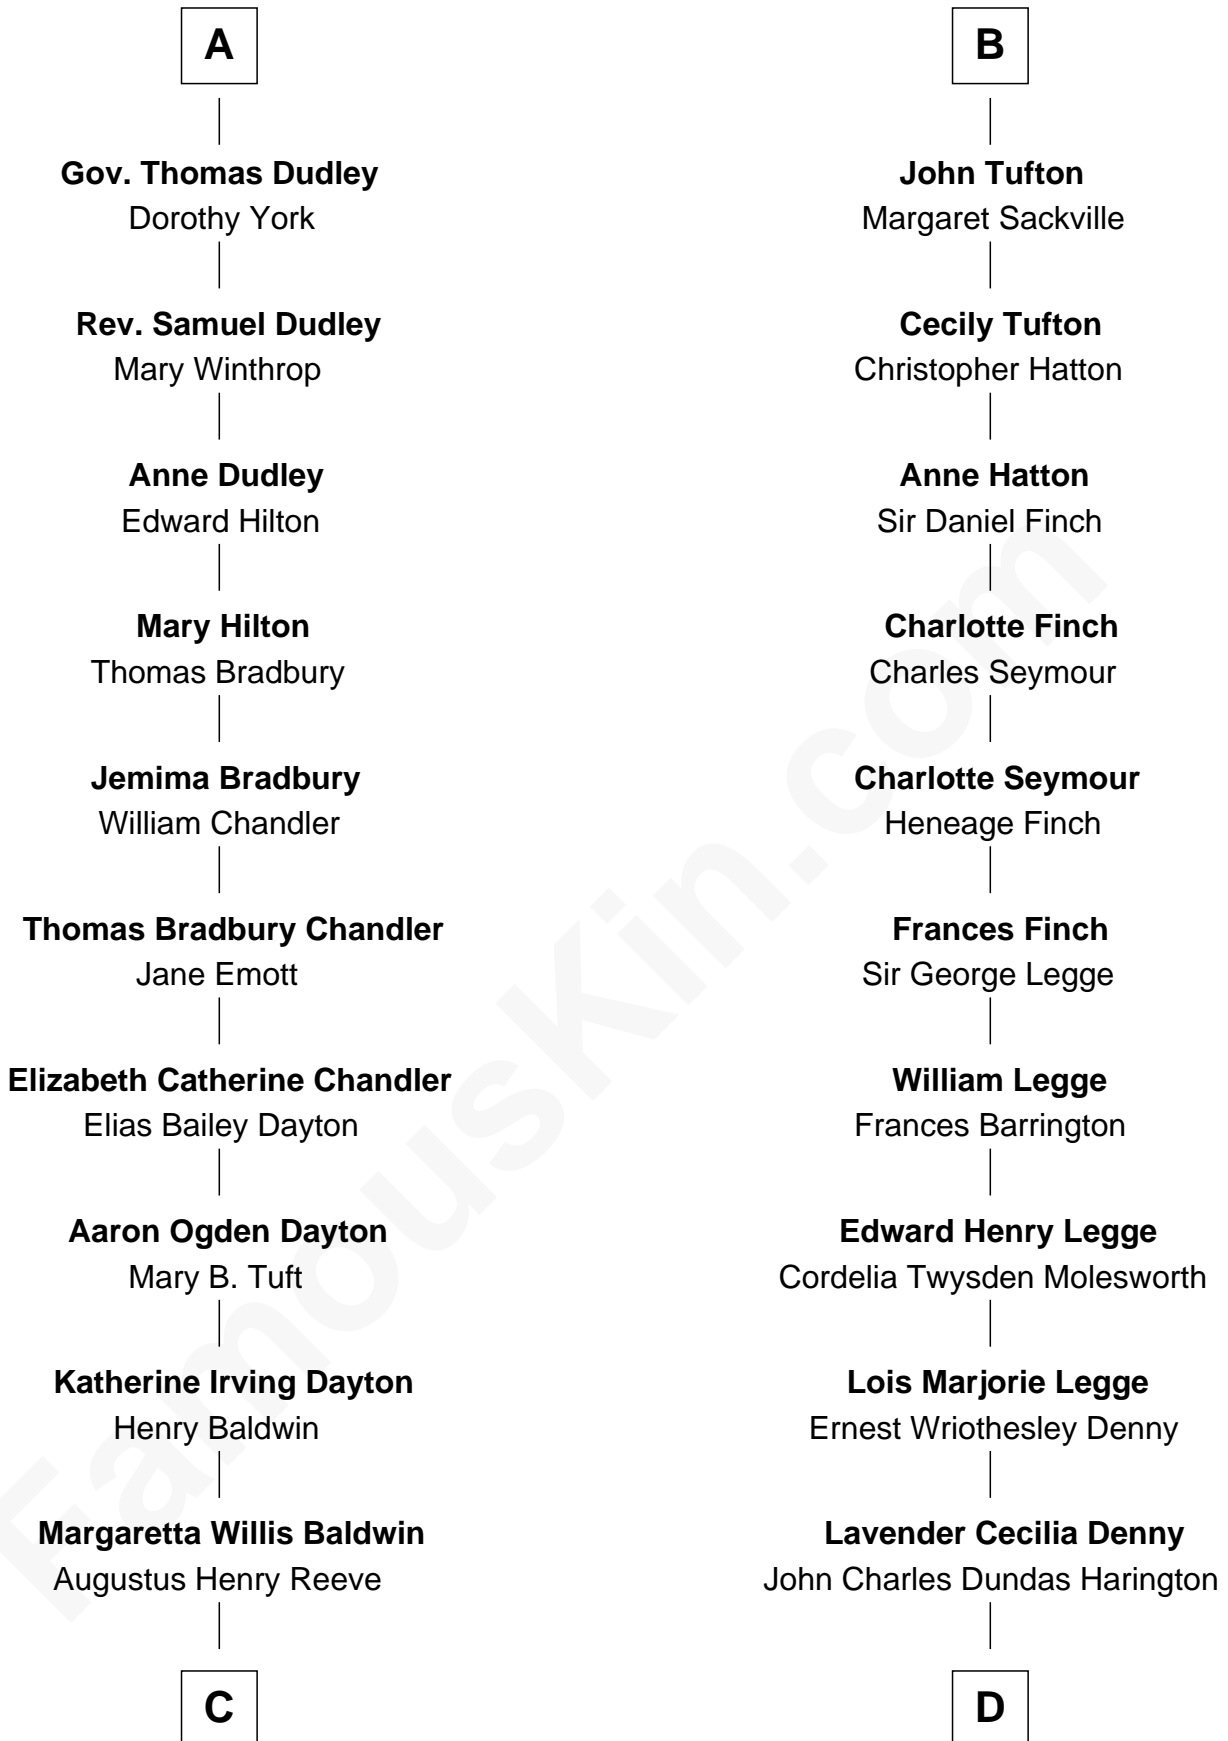 A
Gov. Thomas Dudley
Dorothy York
Rev. Samuel Dudley
Mary Winthrop
Anne Dudley
Edward Hilton
Mary Hilton
Thomas Bradbury
Jemima Bradbury
William Chandler
Thomas Bradbury Chandler
Jane Emott
Elizabeth Catherine Chandler
Elias Bailey Dayton
Aaron Ogden Dayton
Mary B. Tuft
Katherine Irving Dayton
Henry Baldwin
Margaretta Willis Baldwin
Augustus Henry Reeve
C
B
John Tufton
Margaret Sackville
Cecily Tufton
Christopher Hatton
Anne Hatton
Sir Daniel Finch
Charlotte Finch
Charles Seymour
Charlotte Seymour
Heneage Finch
Frances Finch
Sir George Legge
William Legge
Frances Barrington
Edward Henry Legge
Cordelia Twysden Molesworth
Lois Marjorie Legge
Ernest Wriothesley Denny
Lavender Cecilia Denny
John Charles Dundas Harington
D
FamousKin.com